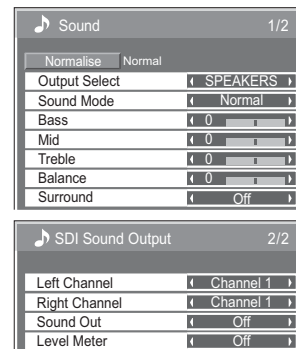 Sound 1/2
Normalise Normal
Output Select SPEAKERS
Sound Mode Normal
Bass 0
Mid 0
Treble 0
Balance 0
Surround Off
SDI Sound Output 2/2
Left Channel Channel 1
Right Channel Channel 1
Sound Out Off
Level Meter Off